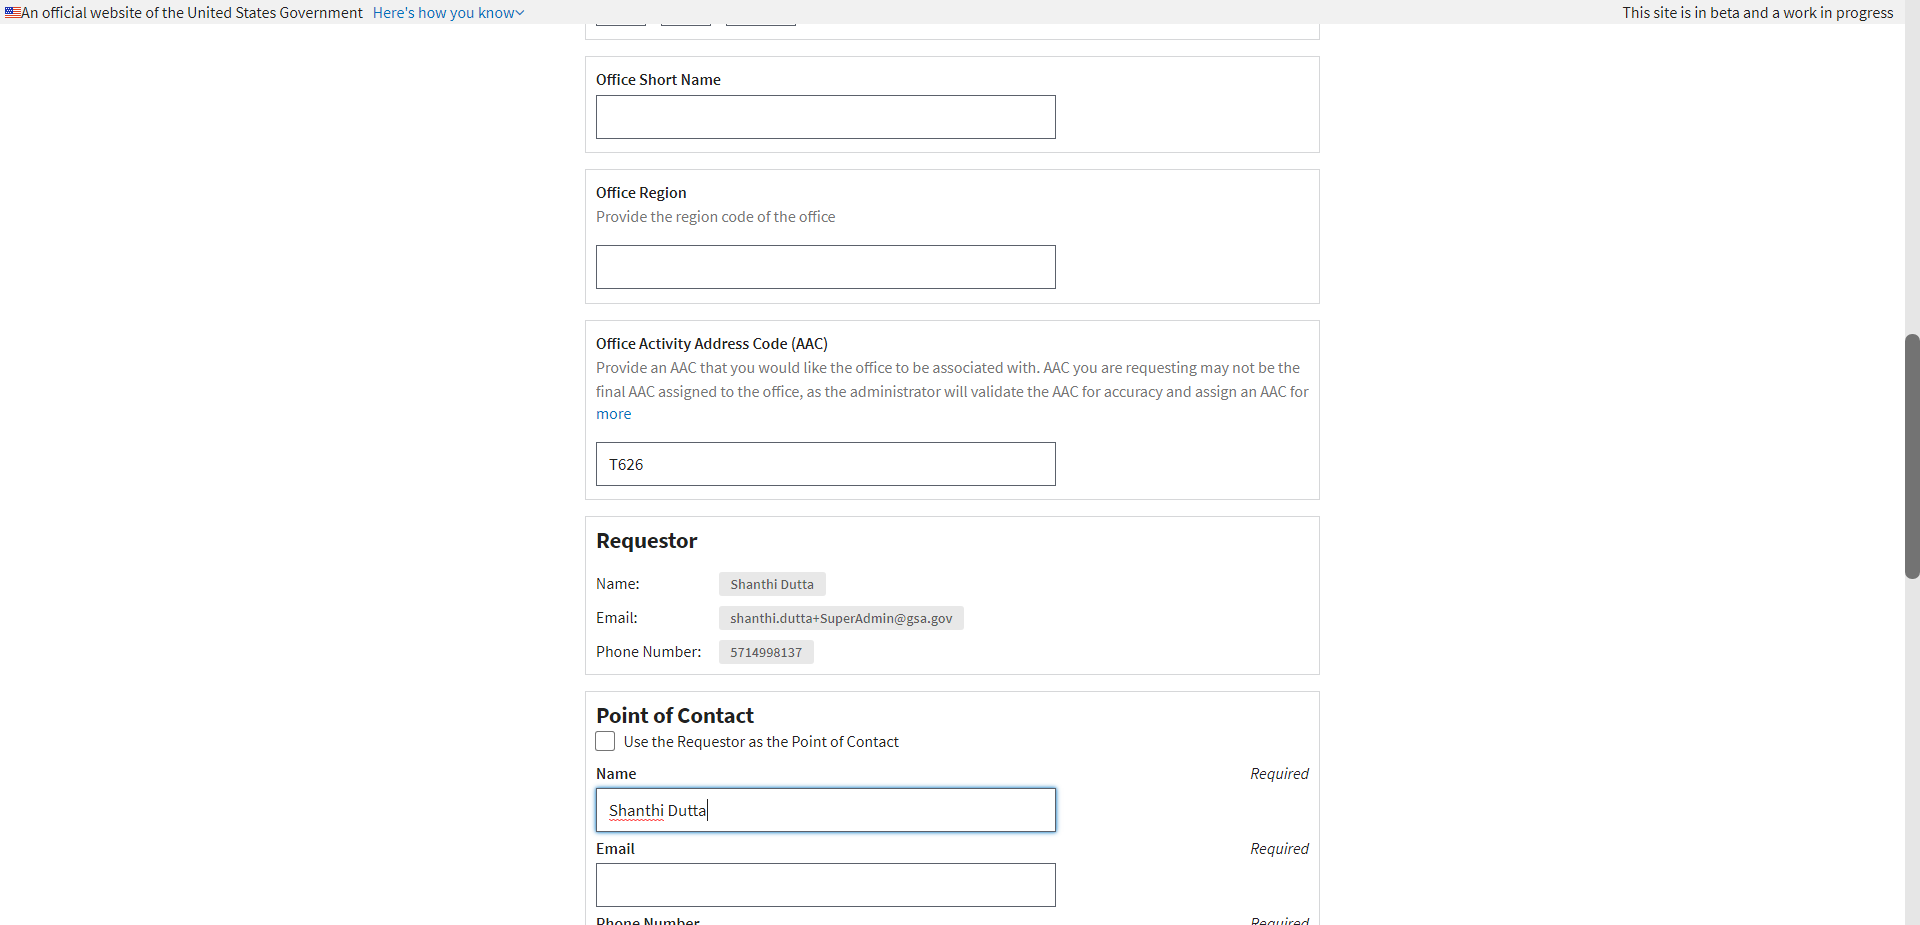 An official website of the United States Government Here's how you know
This site is in beta and a work in progress
Office Short Name
Office Region
Provide the region code of the office
Office Activity Address Code (AAC)
Provide an AAC that you would like the office to be associated with. AAC you are requesting may not be the
final AAC assigned to the office, as the administrator will validate the AAC for accuracy and assign an AAC for
more
T626
Requestor
Name: Shanthi Dutta
Email: shanthi.dutta+SuperAdmin@gsa.gov
Phone Number: 5714998137
Point of Contact
Use the Requestor as the Point of Contact
Name Required
Shanthi Dutta
Email Required
Phone Number Required